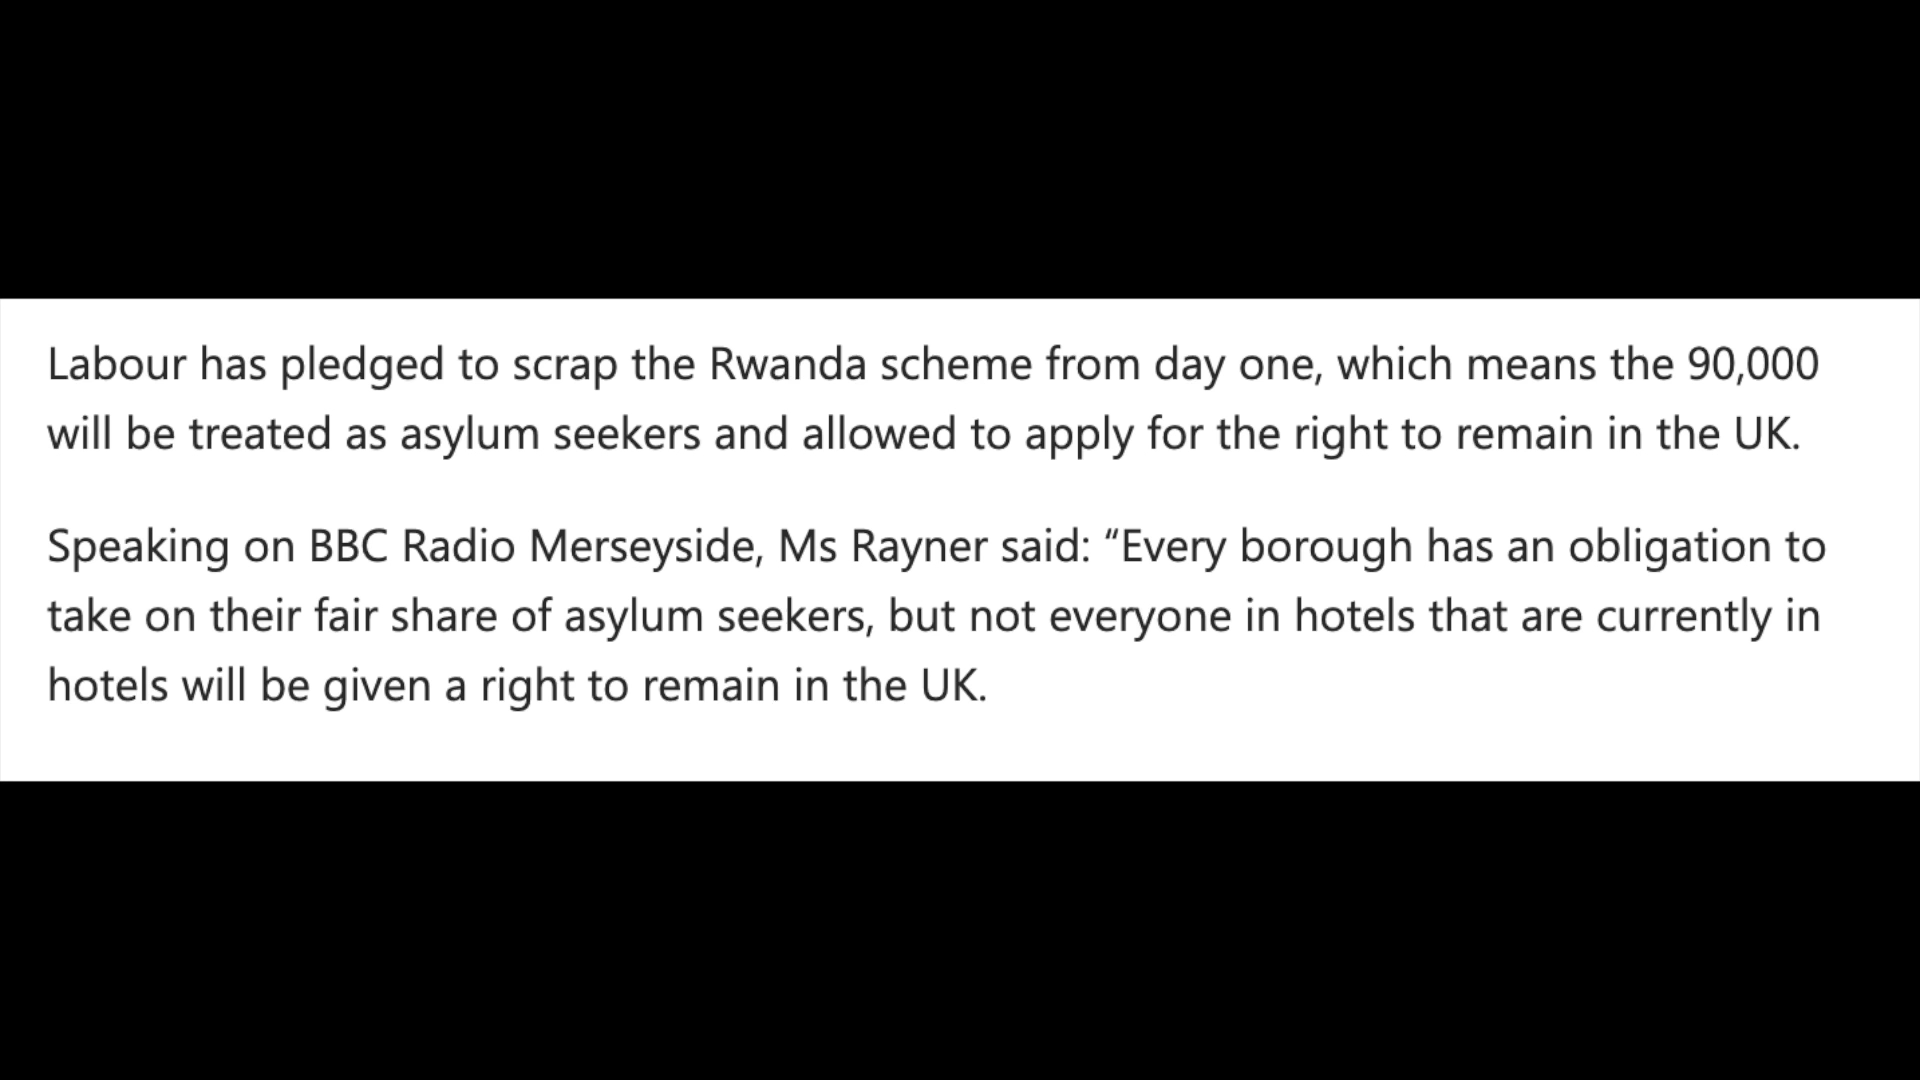 Labour has pledged to scrap the Rwanda scheme from day one, which means the 90,000
will be treated as asylum seekers and allowed to apply for the right to remain in the UK.
Speaking on BBC Radio Merseyside, Ms Rayner said: “Every borough has an obligation to
take on their fair share of asylum seekers, but not everyone in hotels that are currently in
hotels will be given a right to remain in the UK.